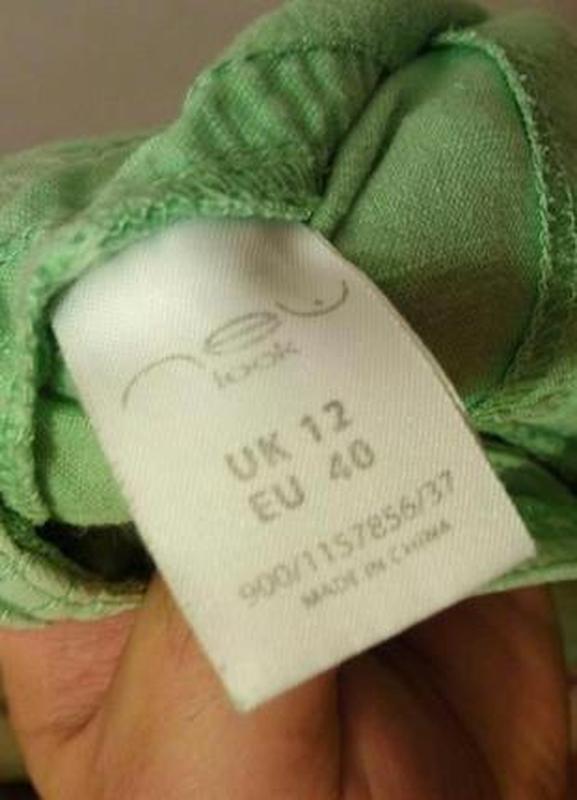 new
look
UK 12
EU 40
900/1157856/37
MADE IN CHINA